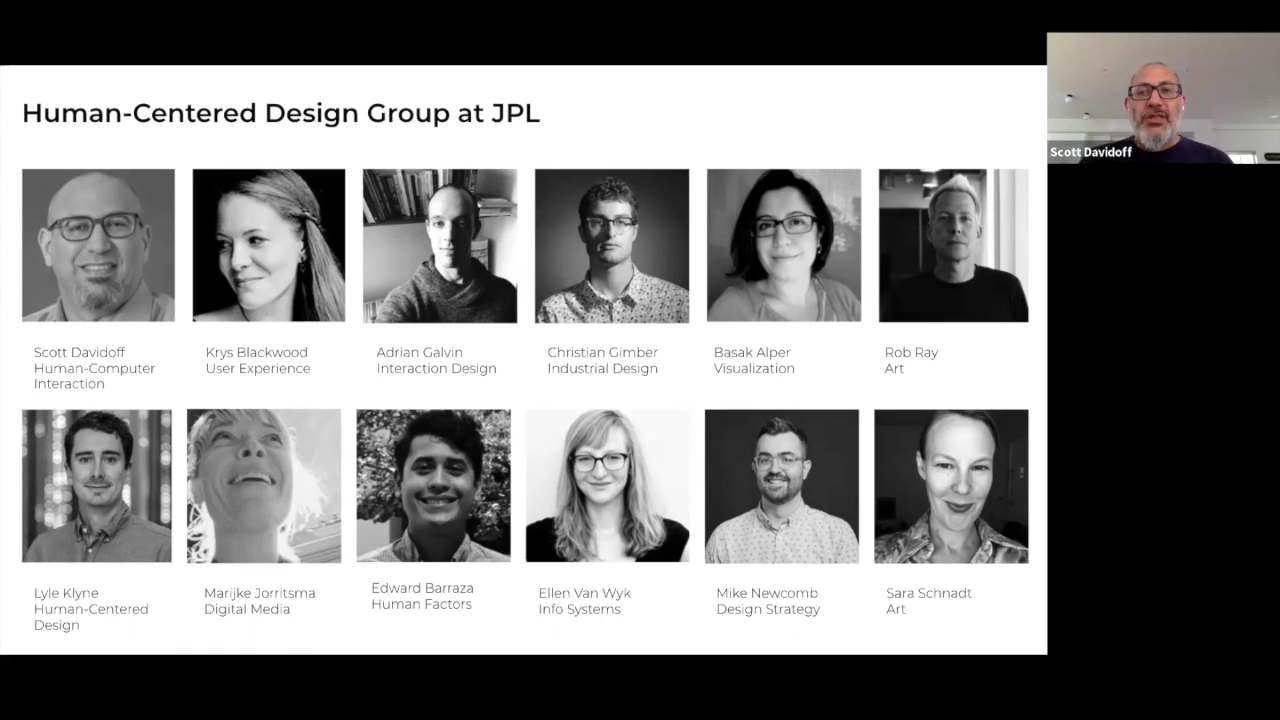 Human-Centered Design Group at JPL
Scott Davidoff
Scott Davidoff
Human-Computer
Interaction
Krys Blackwood
User Experience
Adrian Galvin
Interaction Design
Christian Gimber
Industrial Design
Basak Alper
Visualization
Rob Ray
Art
Lyle Klyne
Human-Centered
Design
Marijke Jorritsma
Digital Media
Edward Barraza
Human Factors
Ellen Van Wyk
Info Systems
Mike Newcomb
Design Strategy
Sara Schnadt
Art